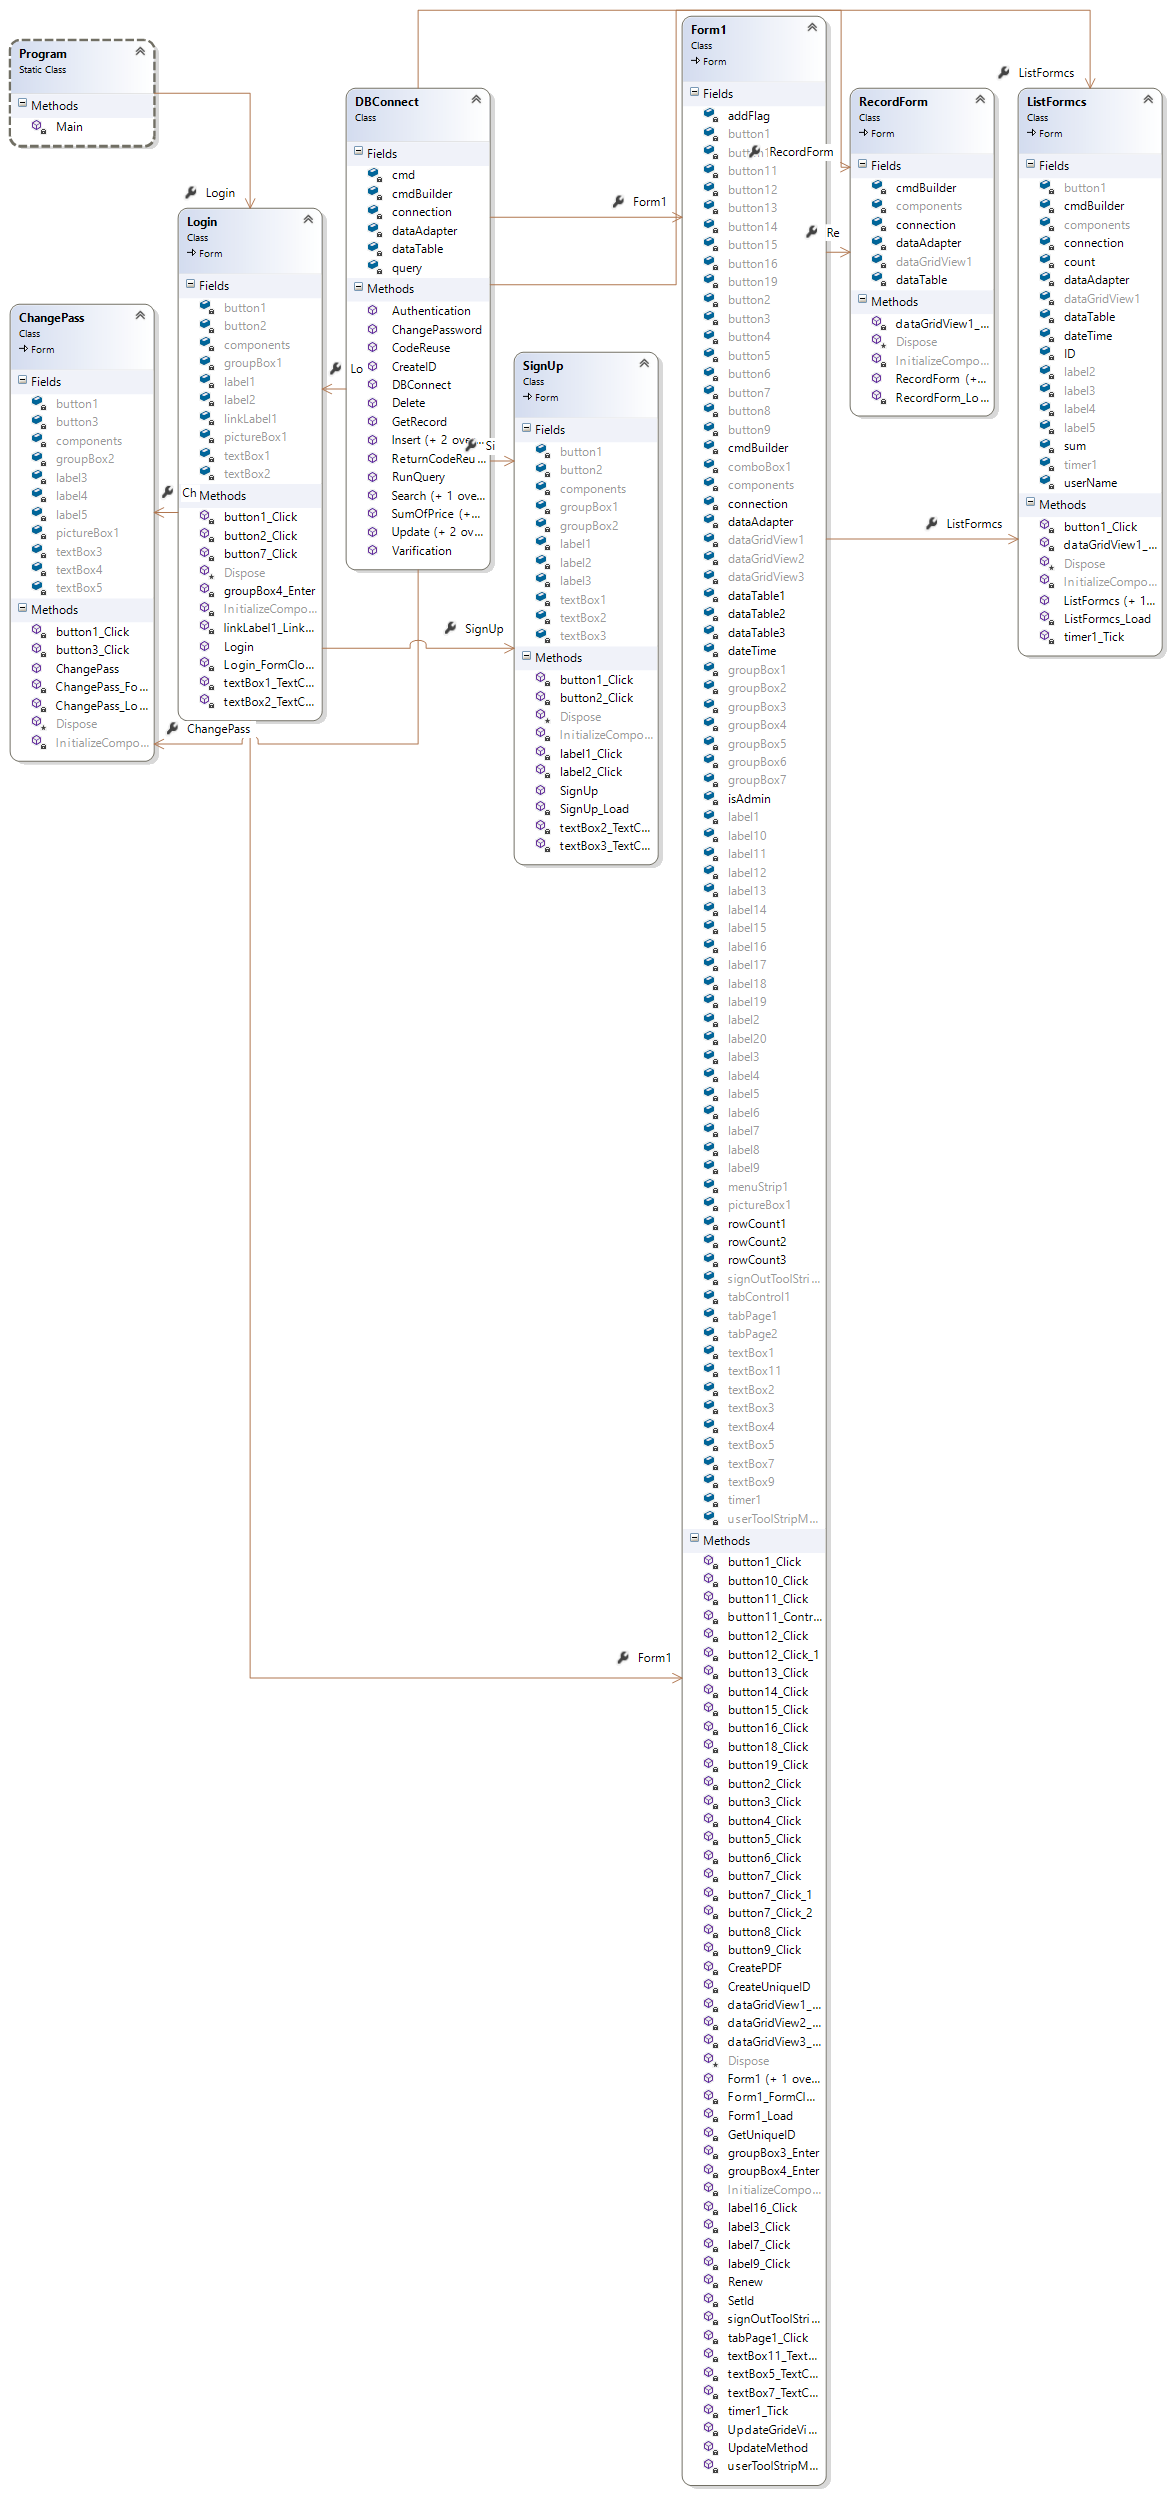 Program
Static Class
Methods
Main
Login
Login
Class
Form
Fields
button1
button2
components
groupBox1
label1
label2
linkLabel1
pictureBox1
textBox1
textBox2
Methods
button1_Click
button2_Click
button7_Click
Dispose
groupBox4_Enter
InitializeCompo...
linkLabel1_Link...
Login
Login_FormClo...
textBox1_TextC...
textBox2_TextC...
ChangePass
Class
Form
Fields
button1
button3
components
groupBox2
label3
label4
label5
pictureBox1
textBox3
textBox4
textBox5
Methods
button1_Click
button3_Click
ChangePass
ChangePass_Fo...
ChangePass_Lo...
Dispose
InitializeCompo...
Ch
ChangePass
Lo
DBConnect
Class
Fields
cmd
cmdBuilder
connection
dataAdapter
dataTable
query
Methods
Authentication
ChangePassword
CodeReuse
CreateID
DBConnect
Delete
GetRecord
Insert (+ 2 ove...
ReturnCodeReu...
RunQuery
Search (+ 1 ove...
SumOfPrice (+...
Update (+ 2 ov...
Varification
Si
SignUp
Form1
SignUp
Class
Form
Fields
button1
button2
components
groupBox1
groupBox2
label1
label2
label3
textBox1
textBox2
textBox3
Methods
button1_Click
button2_Click
Dispose
InitializeCompo...
label1_Click
label2_Click
SignUp
SignUp_Load
textBox2_TextC...
textBox3_TextC...
Form1
Form1
Class
Form
Fields
addFlag
button1
button11
button12
button13
button14
button15
button16
button19
button2
button3
button4
button5
button6
button7
button8
button9
cmdBuilder
comboBox1
components
connection
dataAdapter
dataGridView1
dataGridView2
dataGridView3
dataTable1
dataTable2
dataTable3
dateTime
groupBox1
groupBox2
groupBox3
groupBox4
groupBox5
groupBox6
groupBox7
isAdmin
label1
label10
label11
label12
label13
label14
label15
label16
label17
label18
label19
label2
label20
label3
label4
label5
label6
label7
label8
label9
menuStrip1
pictureBox1
rowCount1
rowCount2
rowCount3
signOutToolStri...
tabControl1
tabPage1
tabPage2
textBox1
textBox11
textBox2
textBox3
textBox4
textBox5
textBox7
textBox9
timer1
userToolStripM...
Methods
button1_Click
button10_Click
button11_Click
button11_Contr...
button12_Click
button12_Click_1
button13_Click
button14_Click
button15_Click
button16_Click
button18_Click
button19_Click
button2_Click
button3_Click
button4_Click
button5_Click
button6_Click
button7_Click
button7_Click_1
button7_Click_2
button8_Click
button9_Click
CreatePDF
CreateUniqueID
dataGridView1_...
dataGridView2_...
dataGridView3_...
Dispose
Form1 (+ 1 ove...
Form1_FormCl...
Form1_Load
GetUniqueID
groupBox3_Enter
groupBox4_Enter
InitializeCompo...
label16_Click
label3_Click
label7_Click
label9_Click
Renew
SetId
signOutToolStri...
tabPage1_Click
textBox11_Text...
textBox5_TextC...
textBox7_TextC...
timer1_Tick
UpdateGrideVi...
UpdateMethod
userToolStripM...
RecordForm
Re
RecordForm
Class
Form
Fields
cmdBuilder
components
connection
dataAdapter
dataGridView1
dataTable
Methods
dataGridView1_...
Dispose
InitializeCompo...
RecordForm (+...
RecordForm_Lo...
ListFormcs
ListFormcs
ListFormcs
Class
Form
Fields
button1
cmdBuilder
components
connection
count
dataAdapter
dataGridView1
dataTable
dateTime
ID
label2
label3
label4
label5
sum
timer1
userName
Methods
button1_Click
dataGridView1_...
Dispose
InitializeCompo...
ListFormcs (+ 1...
ListFormcs_Load
timer1_Tick